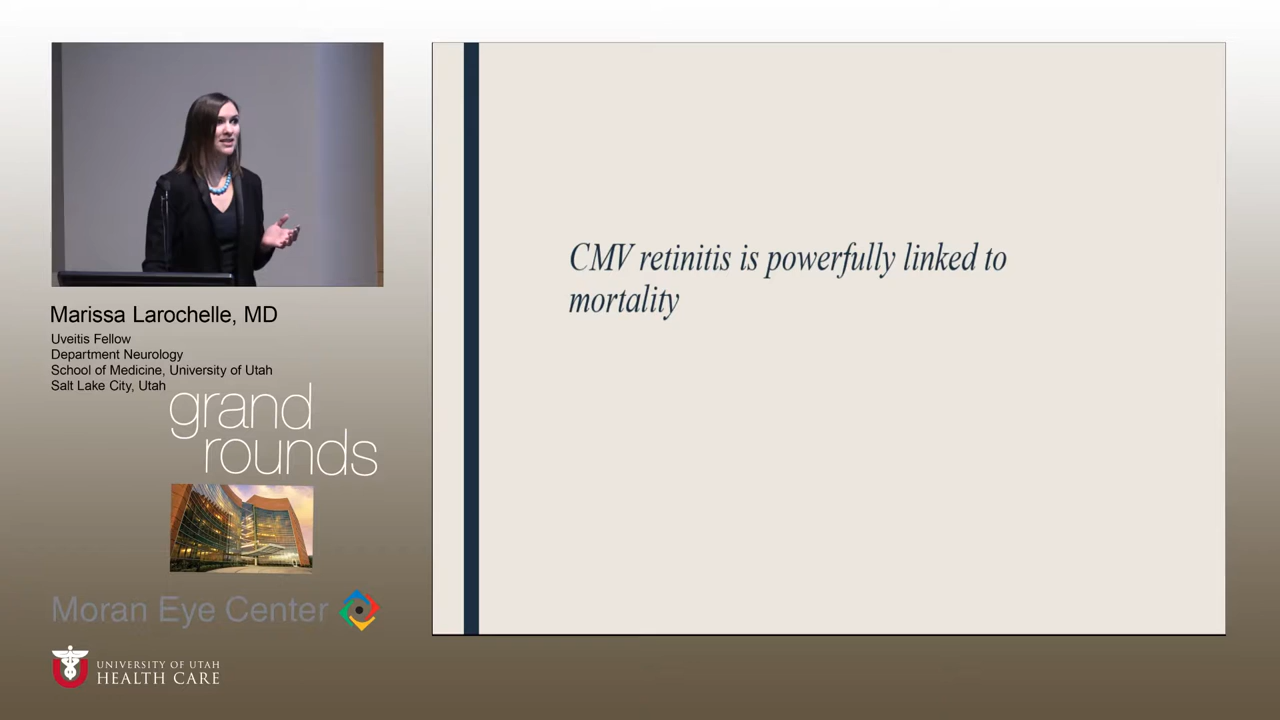 CMV retinitis is powerfully linked to
mortality
Marissa Larochelle, MD
Uveitis Fellow
Department Neurology
School of Medicine, University of Utah
Salt Lake City, Utah
grand
rounds
Moran Eye Center
UNIVERSITY OF UTAH
HEALTH CARE